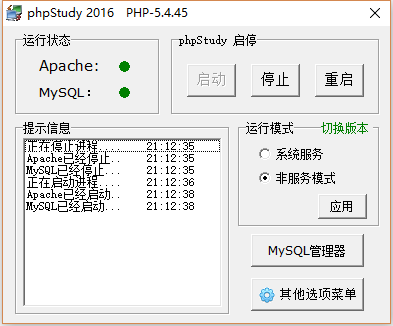 phpStudy 2016 PHP-5.4.45
运行状态
Apache:
MySQL:
phpStudy 启停
启动 停止 重启
提示信息
正在停止进程.... 21:12:35
Apache已经停止.. 21:12:35
MySQL已经停止.. 21:12:35
正在启动进程.... 21:12:36
Apache已经启动.. 21:12:38
MySQL已经启动.. 21:12:38
运行模式 切换版本
系统服务
非服务模式
应用
MySQL管理器
其他选项菜单